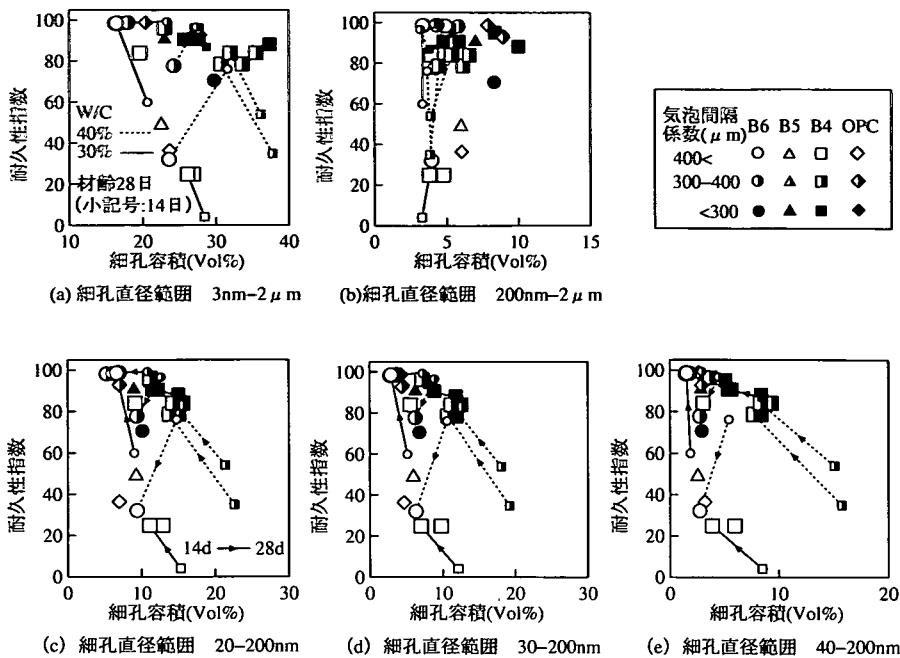 100
80
60
40
20
0
耐久性指数
W/C
40%
30%
材齢28日
(小記号:14日)
10 20 30 40
細孔容積(Vol%)
(a) 細孔直径範囲 3nm-2μm
100
80
60
40
20
0
耐久性指数
0 5 10 15
細孔容積(Vol%)
(b)細孔直径範囲 200nm-2μm
気泡間隔
係数(μm) B6 B5 B4 OPC
400<
300-400
<300
100
80
60
40
20
0
耐久性指数
14d 28d
0 10 20 30
細孔容積(Vol%)
(c) 細孔直径範囲 20-200nm
100
80
60
40
20
0
耐久性指数
0 10 20 30
細孔容積(Vol%)
(d) 細孔直径範囲 30-200nm
100
80
60
40
20
0
耐久性指数
0 10 20
細孔容積(Vol%)
(e) 細孔直径範囲 40-200nm